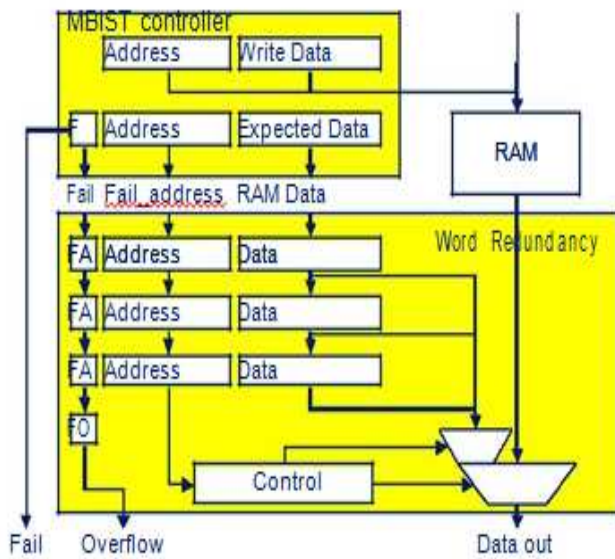 MBIST controller
Address Write Data
F Address Expected Data
RAM
Fail Fail_address RAM Data
Word Redundancy
FA Address Data
FA Address Data
FA Address Data
FO
Control
Fail Overflow Data out